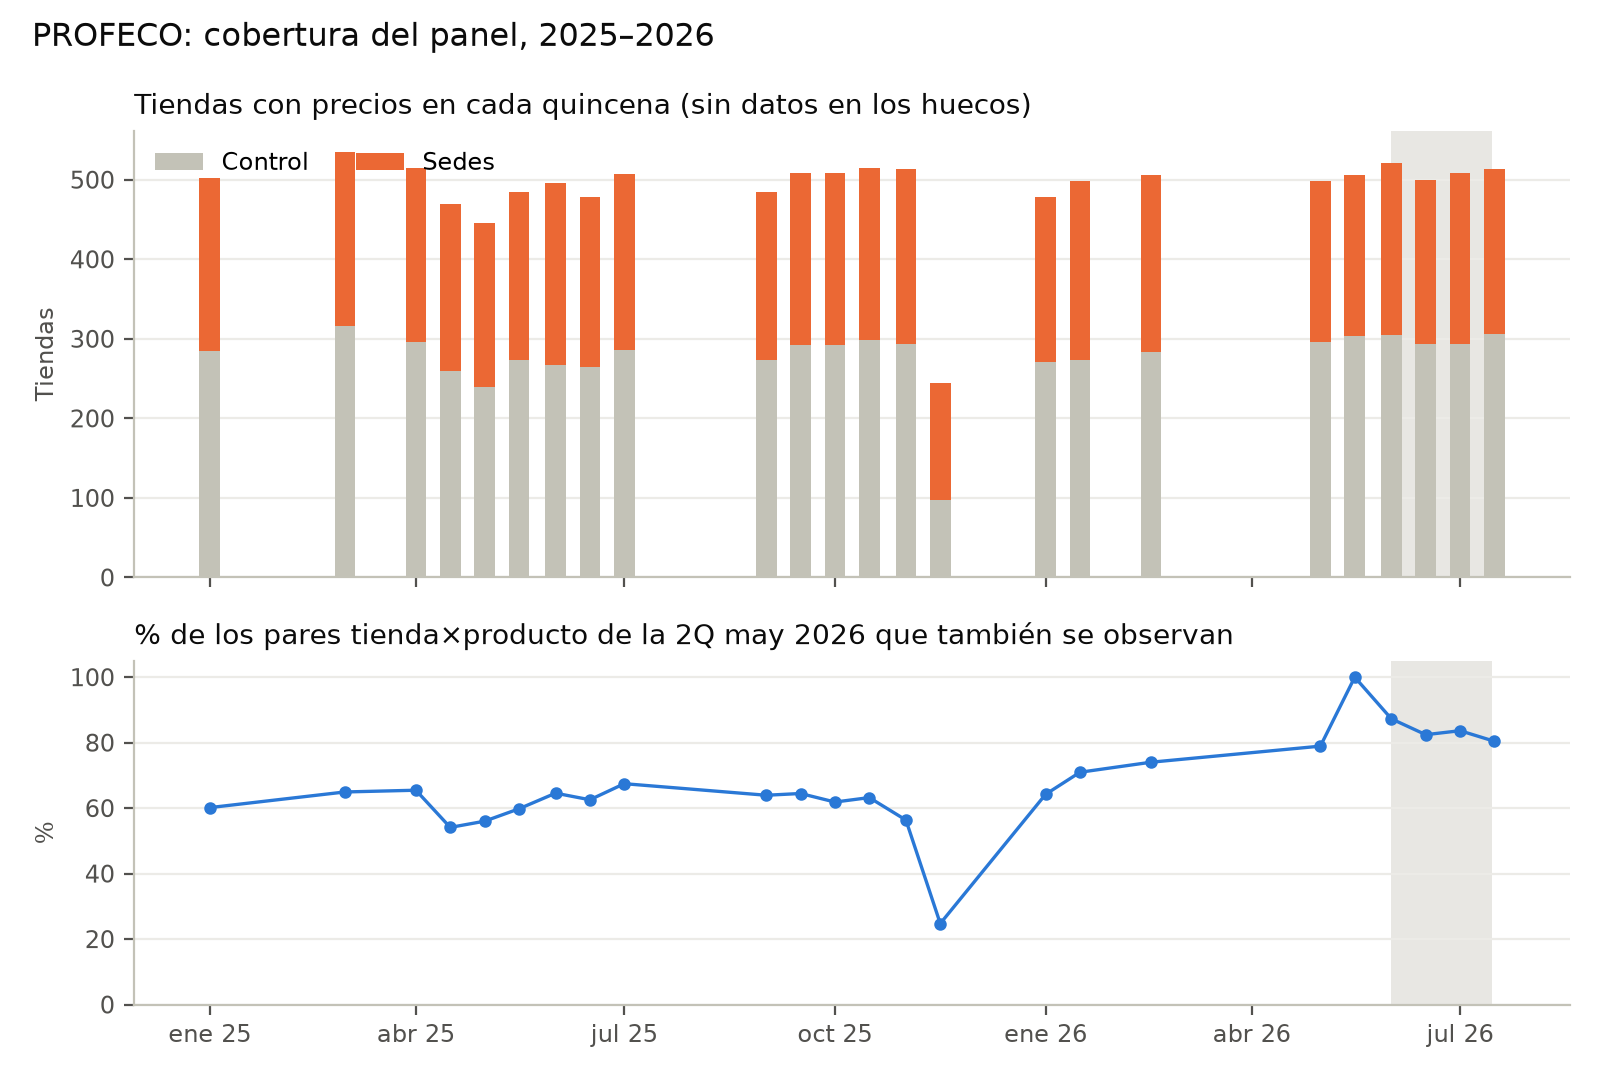 PROFECO: cobertura del panel, 2025–2026
Tiendas con precios en cada quincena (sin datos en los huecos)
Control Sedes
500
400
300
200
100
0
Tiendas
% de los pares tienda×producto de la 2Q may 2026 que también se observan
100
80
60
40
20
0
%
ene 25 abr 25 jul 25 oct 25 ene 26 abr 26 jul 26